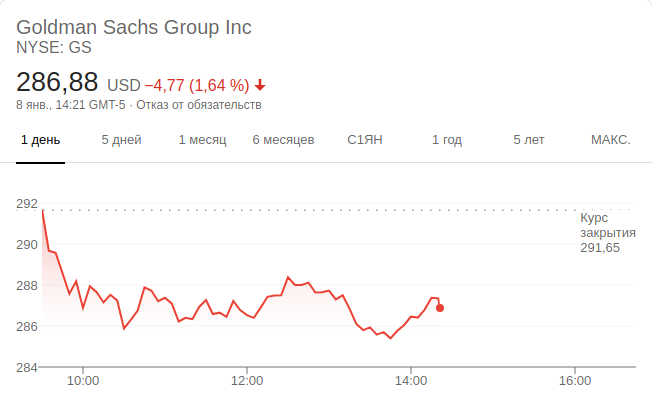 Goldman Sachs Group Inc
NYSE: GS
286,88 USD −4,77 (1,64 %)
8 янв., 14:21 GMT-5 · Отказ от обязательств
1 день 5 дней 1 месяц 6 месяцев С1ЯН 1 год 5 лет МАКС.
292
Курс
закрытия
291,65
290
288
286
284
10:00 12:00 14:00 16:00